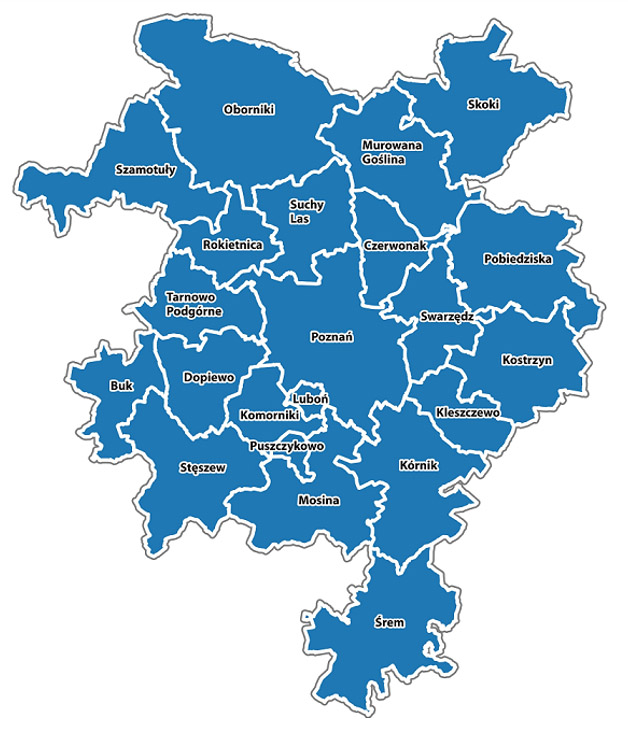 Skoki
Oborniki
Murowana
Goślina
Szamotuły
Suchy
Las
Rokietnica
Czerwonak
Pobiedziska
Tarnowo
Podgórne
Swarzędz
Poznań
Kostrzyn
Dopiewo
Buk
Luboń
Komorniki
Kleszczewo
Puszczykowo
Stęszew
Kórnik
Mosina
Śrem